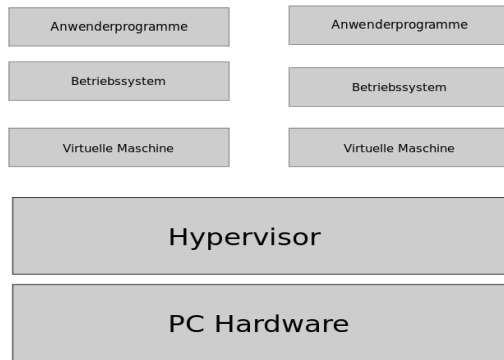 Anwenderprogramme
Anwenderprogramme
Betriebssystem
Betriebssystem
Virtuelle Maschine
Virtuelle Maschine
Hypervisor
PC Hardware